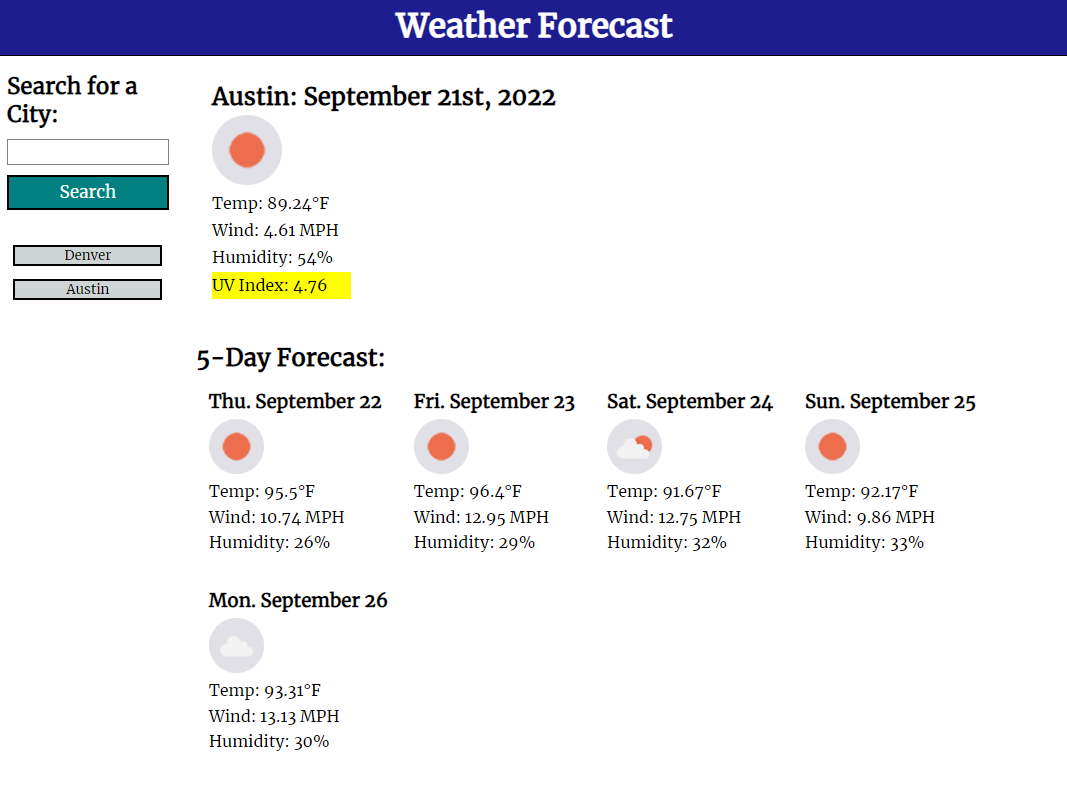 Weather Forecast
Search for a
City:
Search
Denver
Austin
Austin: September 21st, 2022
Temp: 89.24°F
Wind: 4.61 MPH
Humidity: 54%
UV Index: 4.76
5-Day Forecast:
Thu. September 22
Temp: 95.5°F
Wind: 10.74 MPH
Humidity: 26%
Fri. September 23
Temp: 96.4°F
Wind: 12.95 MPH
Humidity: 29%
Sat. September 24
Temp: 91.67°F
Wind: 12.75 MPH
Humidity: 32%
Sun. September 25
Temp: 92.17°F
Wind: 9.86 MPH
Humidity: 33%
Mon. September 26
Temp: 93.31°F
Wind: 13.13 MPH
Humidity: 30%